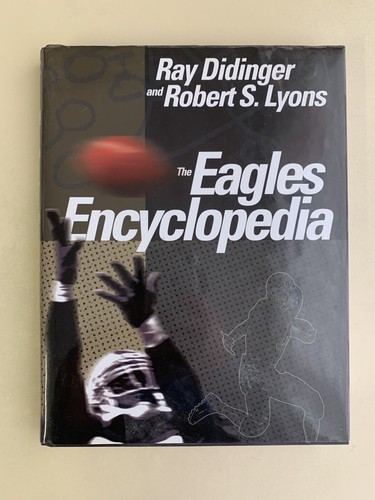 Ray Didinger
and Robert S. Lyons
The Eagles
Encyclopedia